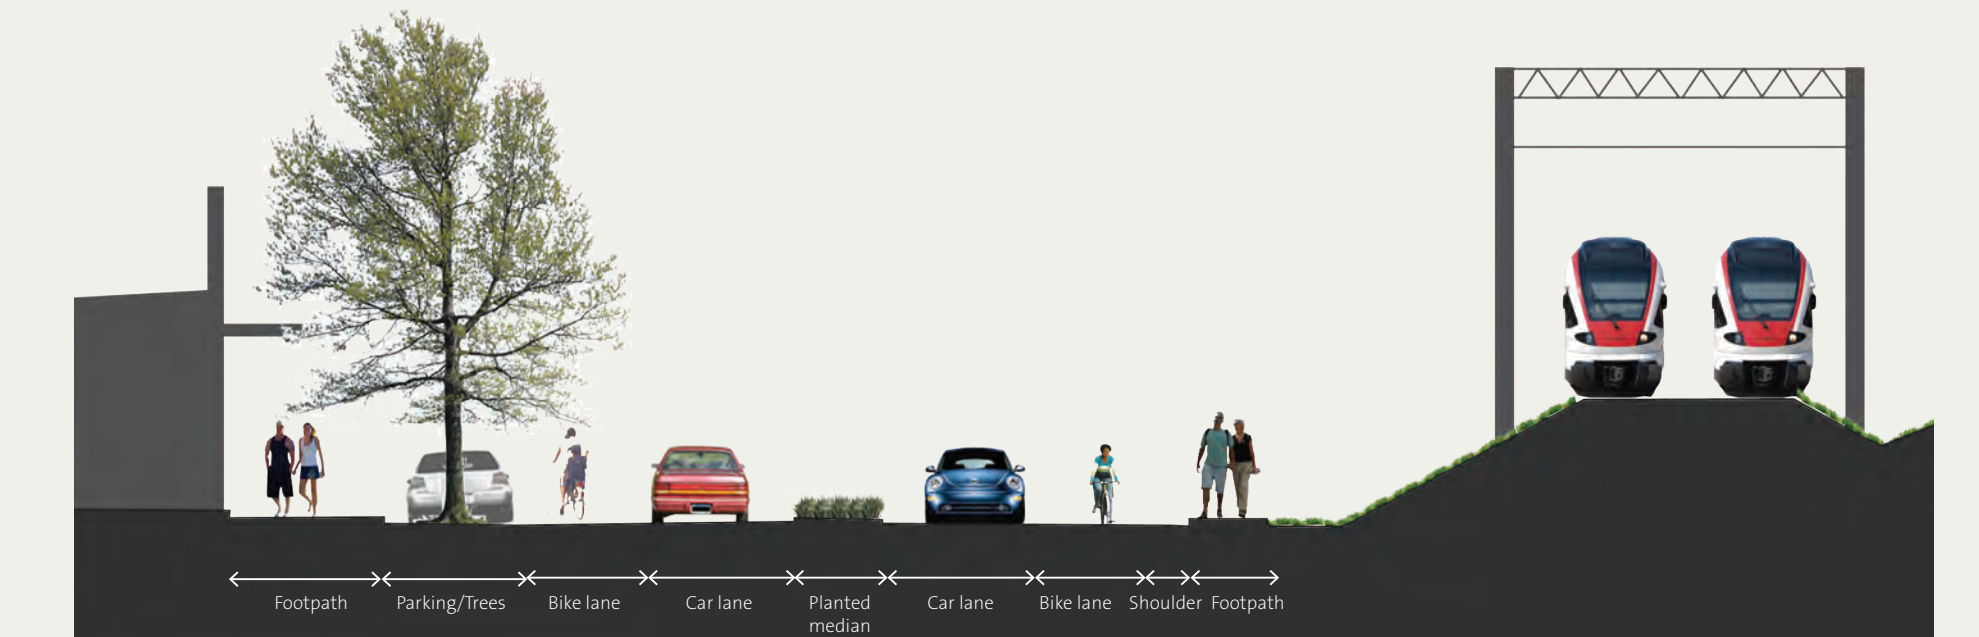 Footpath
Parking/Trees
Bike lane
Car lane
Planted
median
Car lane
Bike lane
Shoulder
Footpath